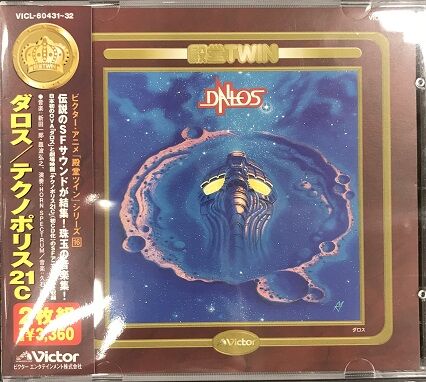 VICL-60431~32
殿堂TWIN
DALLOS
ビクター・アニメ「殿堂ツイン」シリーズ 16
伝説のSFサウンドが結集!珠玉の音楽集!
ダロス/テクノポリス21C
2枚組
¥3,360
Victor
ビクター エンタテインメント株式会社
Victor
ダロス